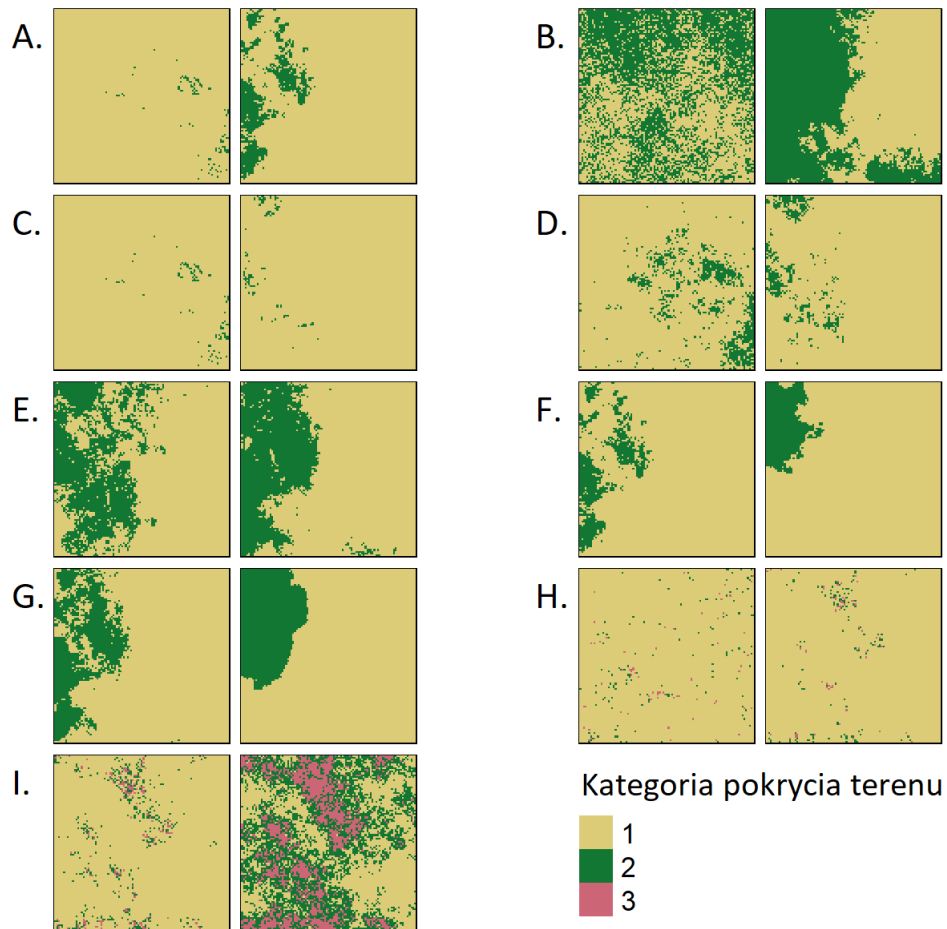 A.
B.
C.
D.
E.
F.
G.
H.
I.
Kategoria pokrycia terenu
1
2
3